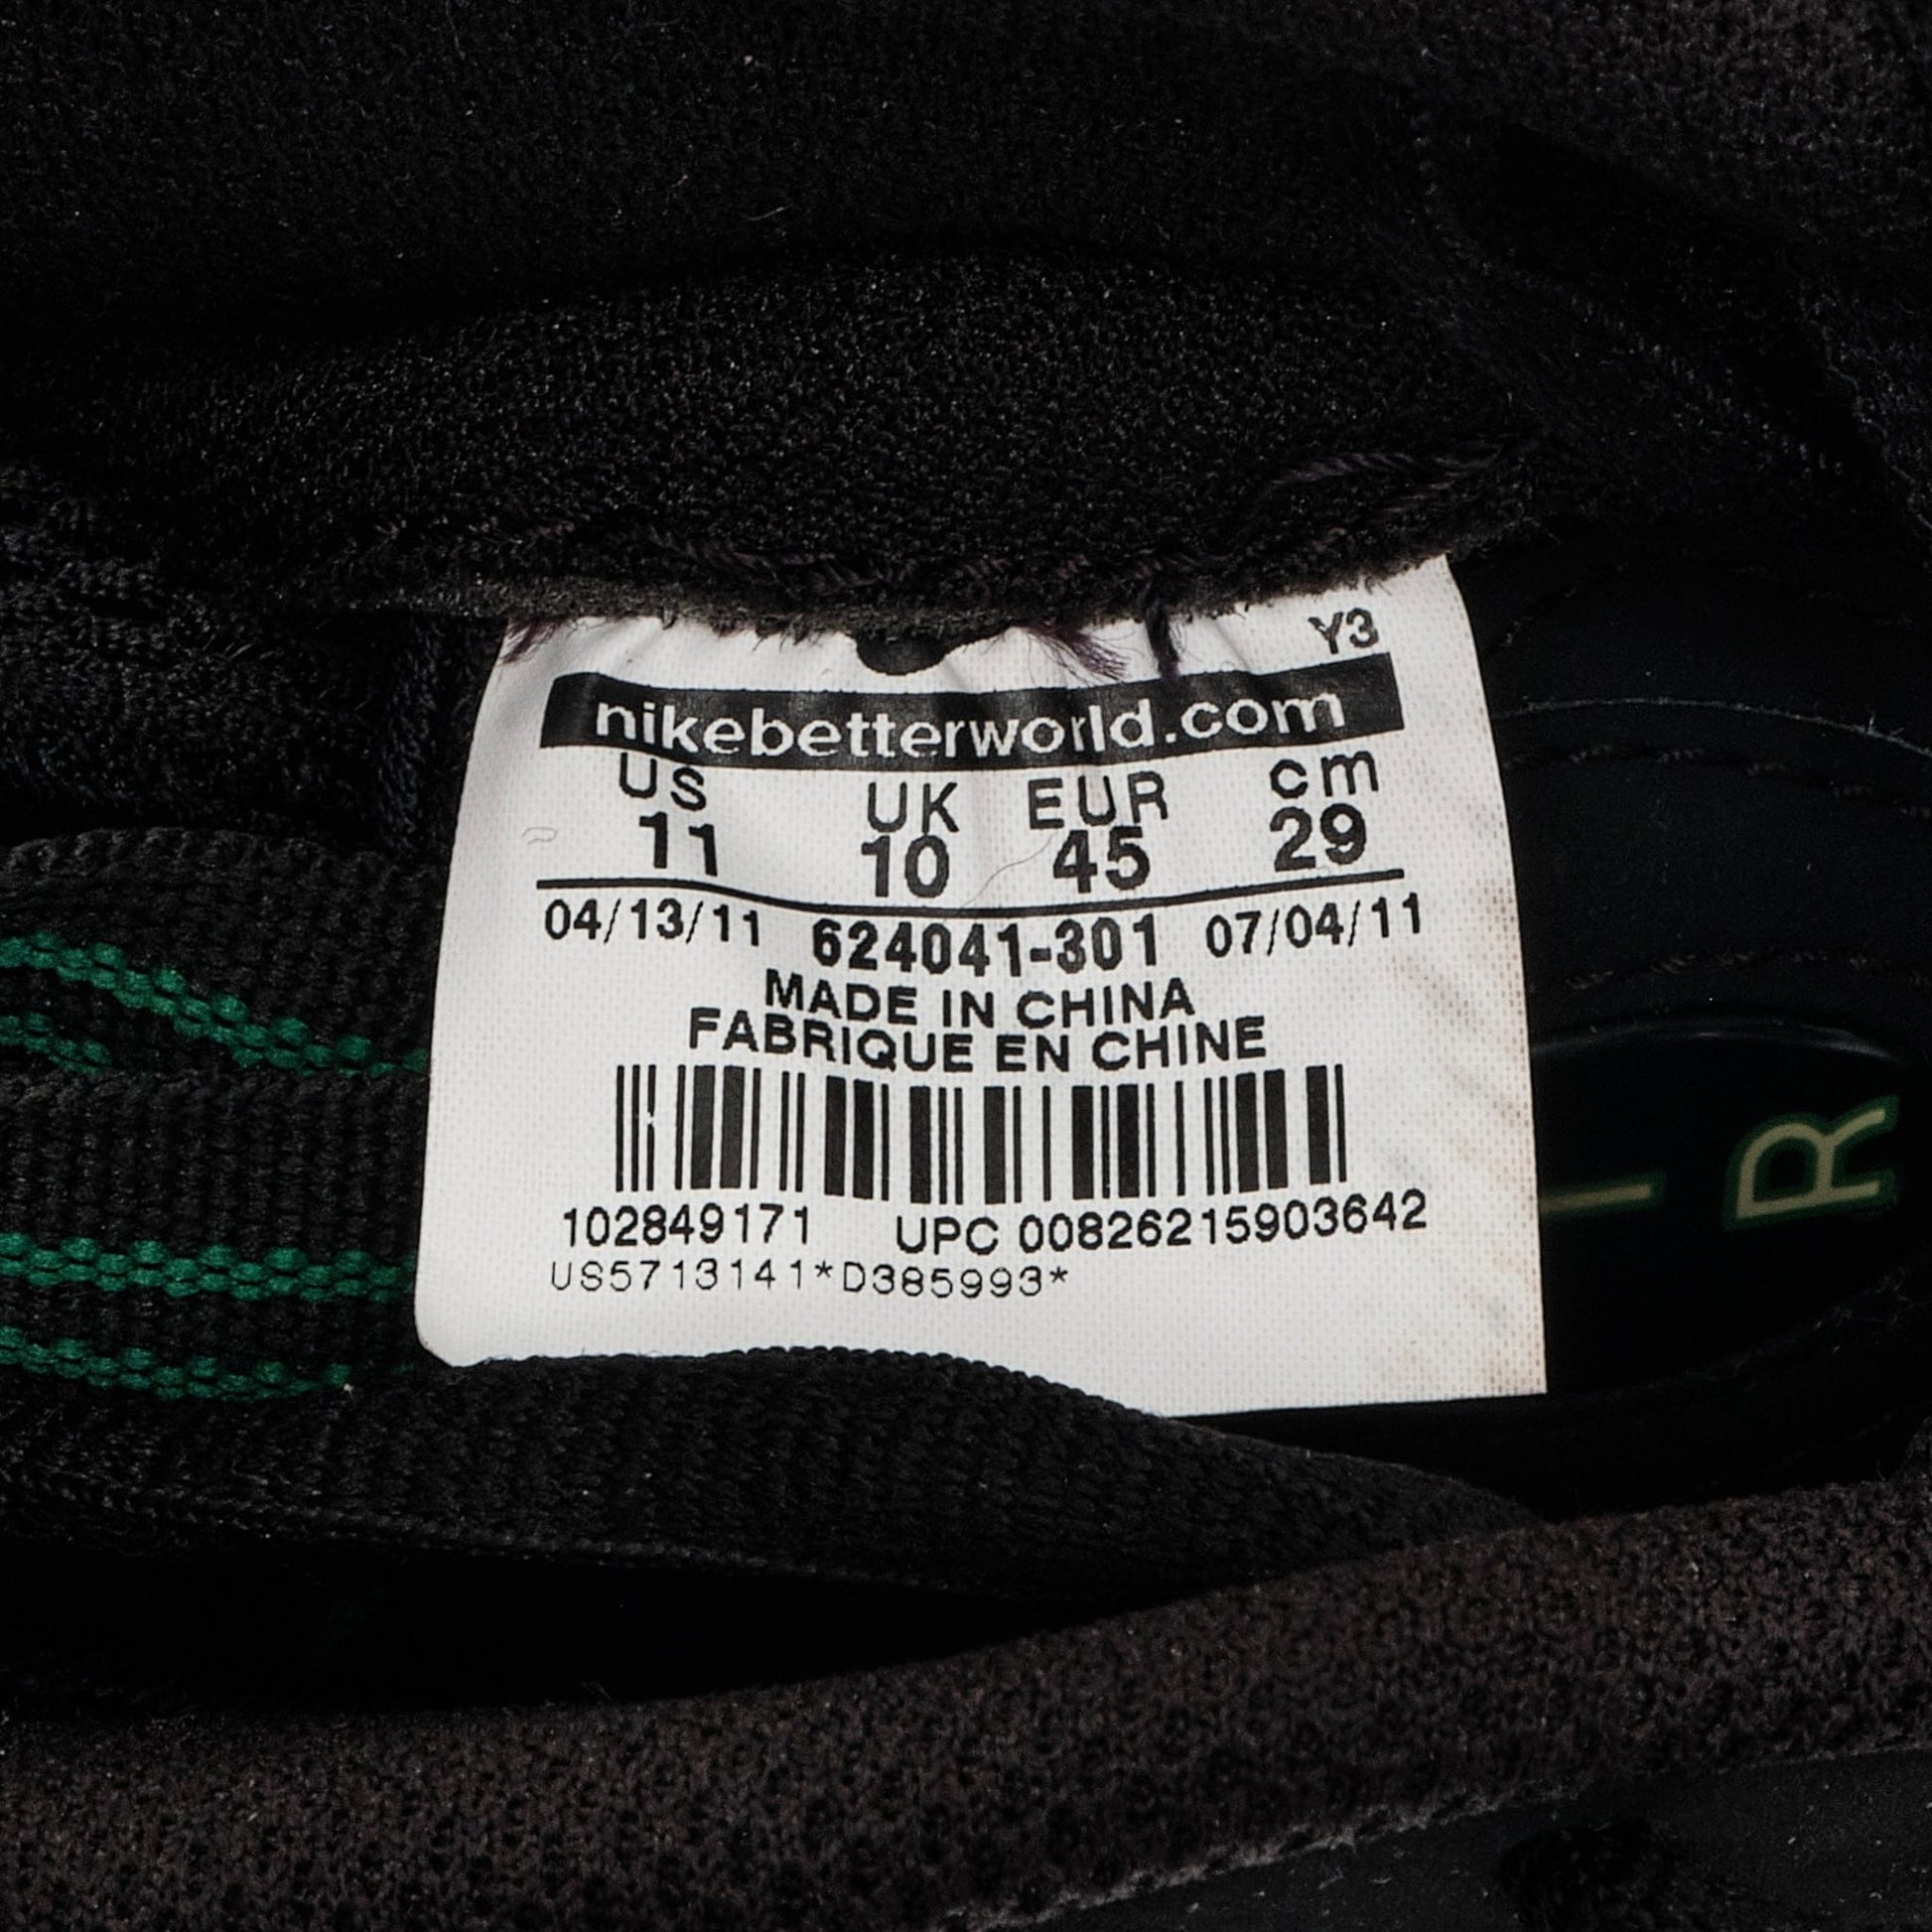 Y3
nikebetterworld.com
US UK EUR cm
11 10 45 29
04/13/11 624041-301 07/04/11
MADE IN CHINA
FABRIQUE EN CHINE
102849171 UPC 00826215903642
US5713141*D385993*
I R